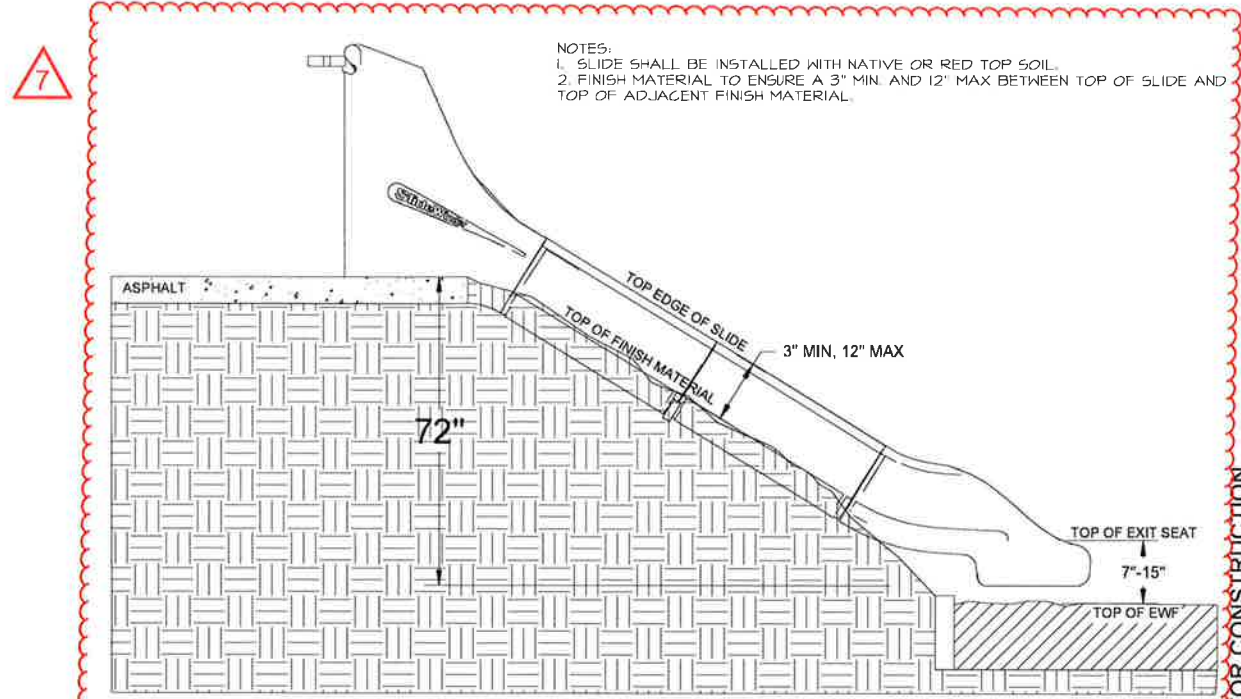 7
NOTES:
1. SLIDE SHALL BE INSTALLED WITH NATIVE OR RED TOP SOIL.
2. FINISH MATERIAL TO ENSURE A 3" MIN. AND 12" MAX BETWEEN TOP OF SLIDE AND
TOP OF ADJACENT FINISH MATERIAL.
ASPHALT
TOP EDGE OF SLIDE
TOP OF FINISH MATERIAL
3" MIN, 12" MAX
72"
TOP OF EXIT SEAT
7"-15"
TOP OF EWF
OR CONSTRUCTION